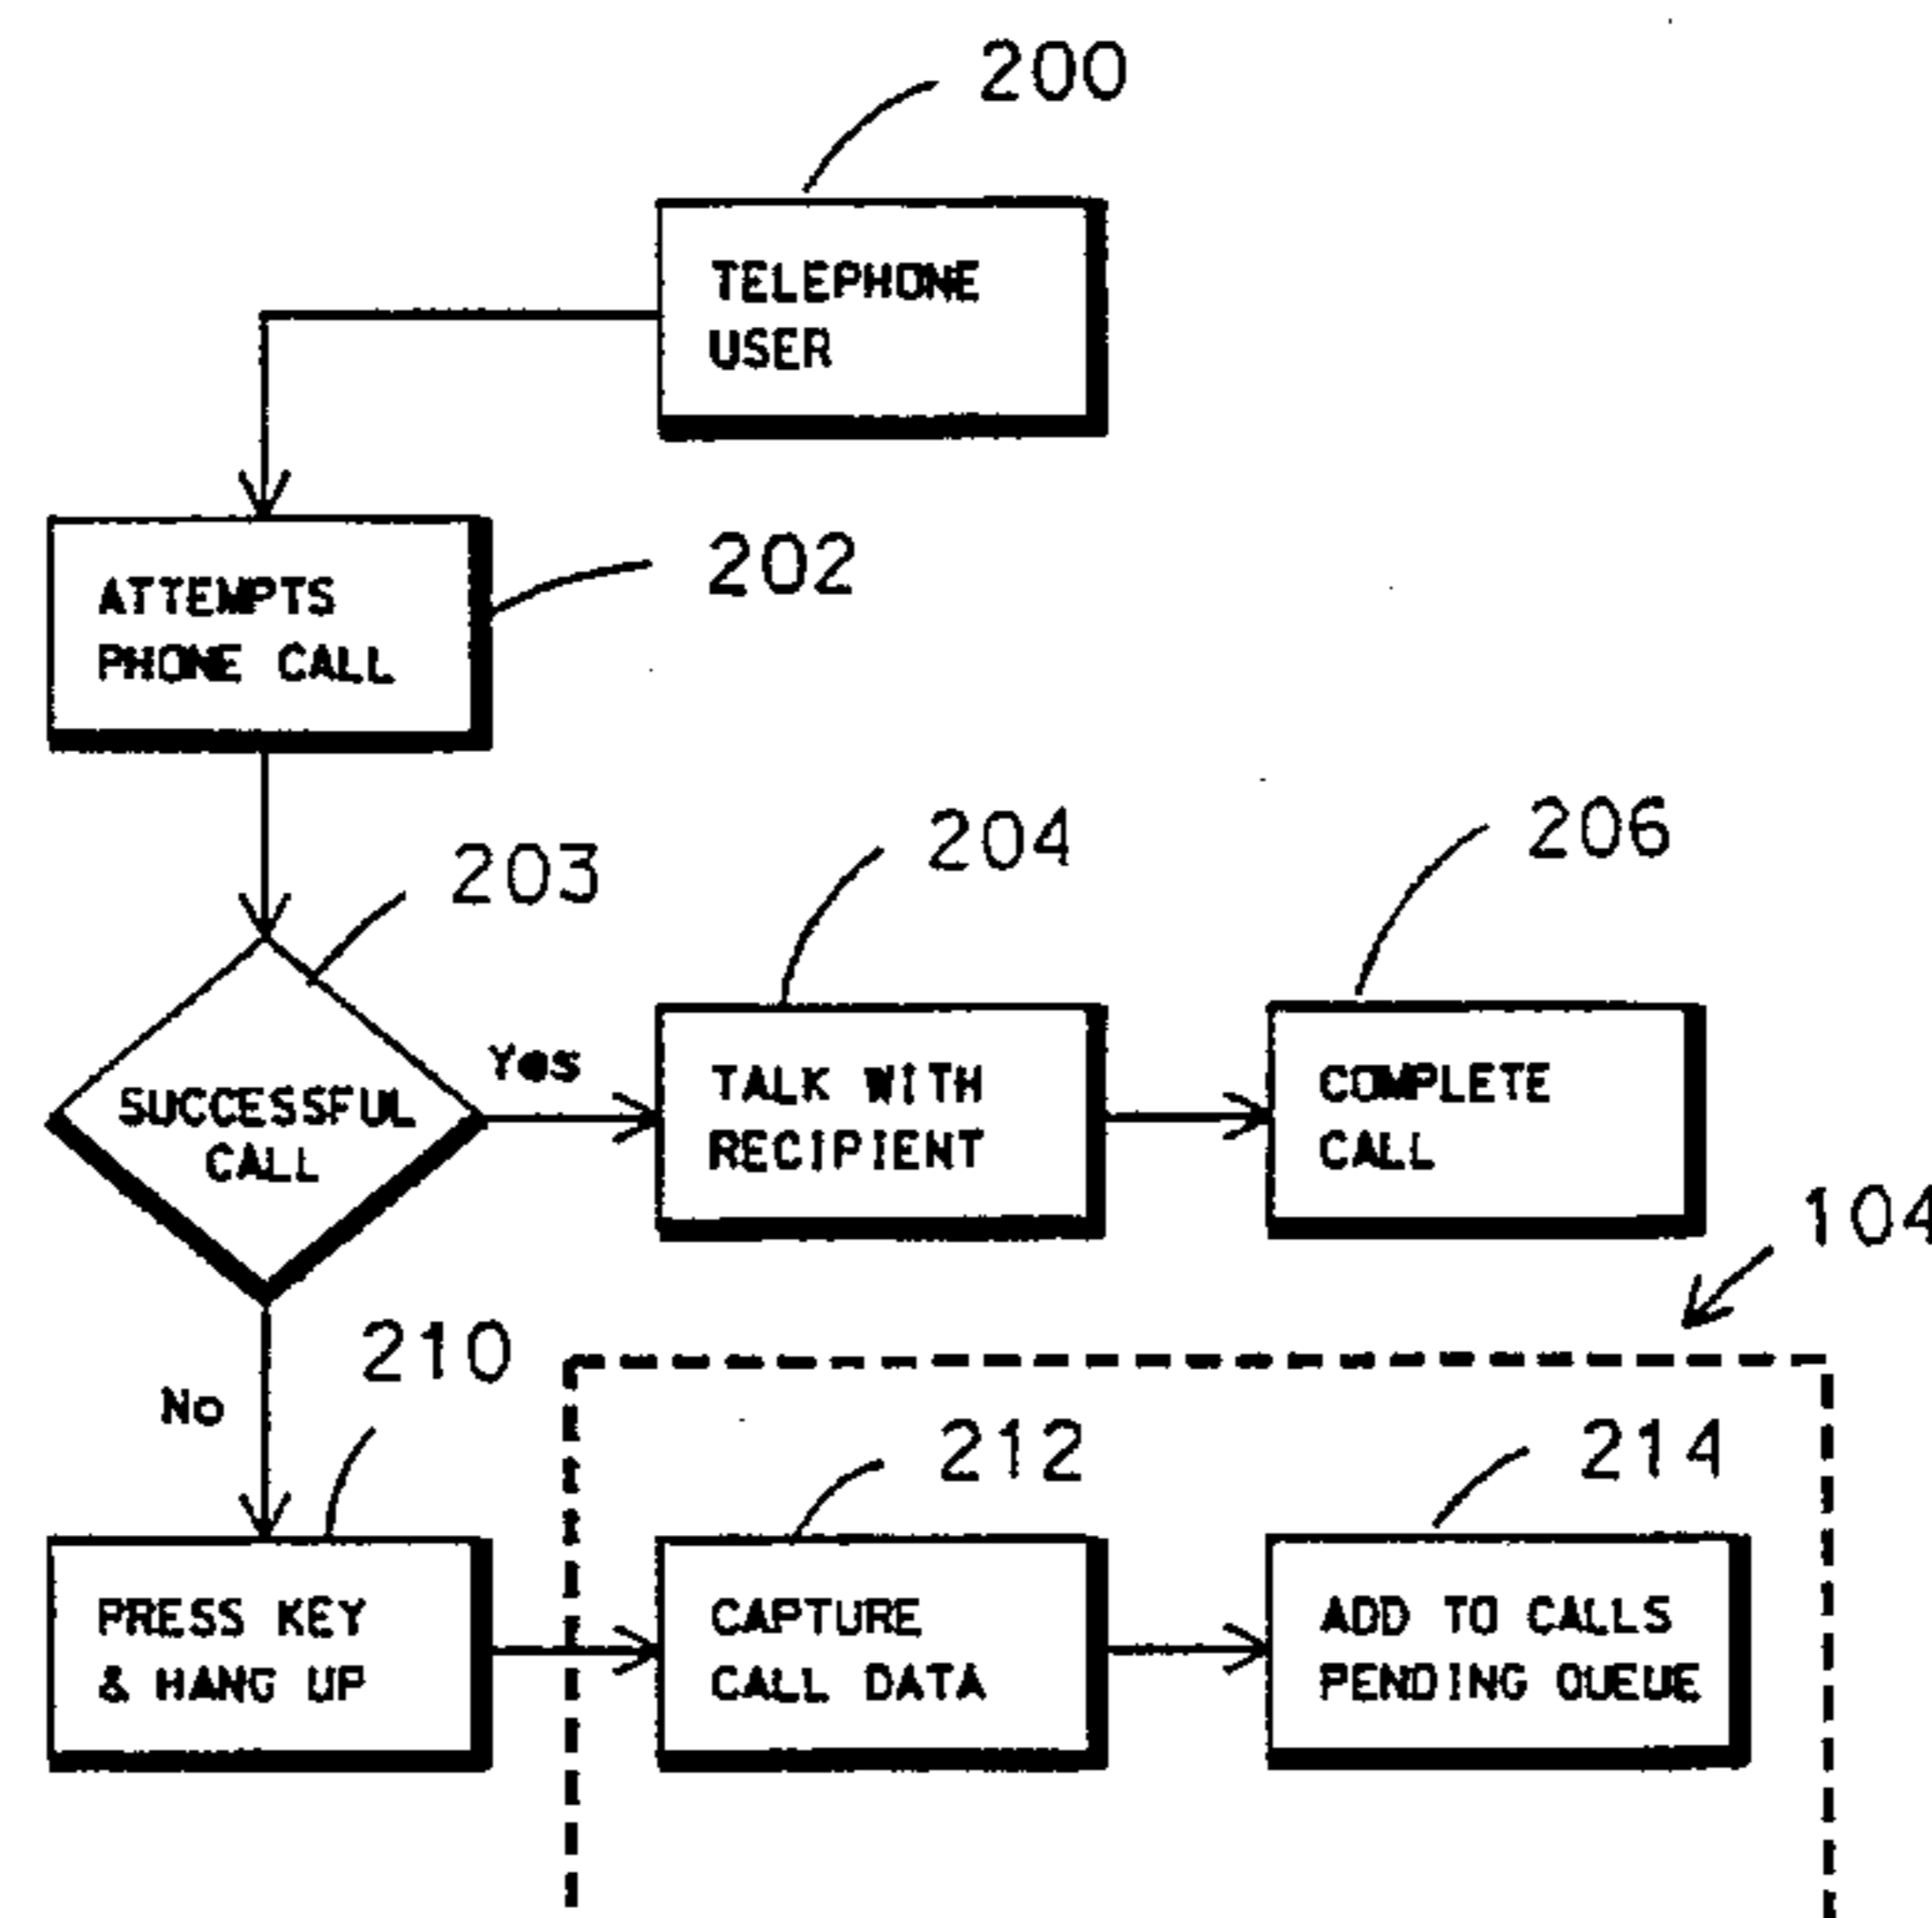 200
TELEPHONE
USER
202
ATTEMPTS
PHONE CALL
203
204
206
SUCCESSFUL
CALL
Yes
TALK WITH
RECIPIENT
COMPLETE
CALL
104
No
210
212
214
PRESS KEY
& HANG UP
CAPTURE
CALL DATA
ADD TO CALLS
PENDING QUEUE